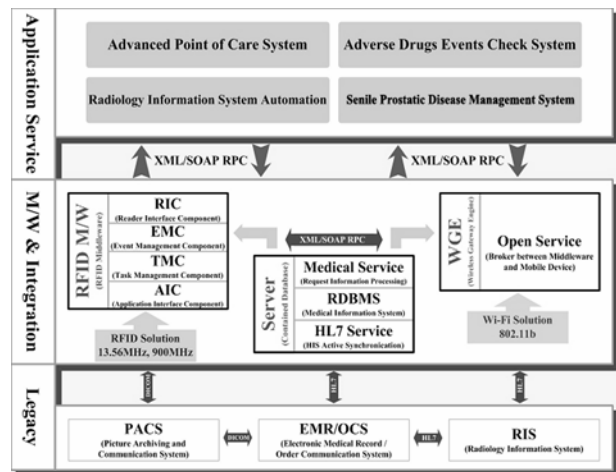 Application Service
Advanced Point of Care System
Adverse Drugs Events Check System
Radiology Information System Automation
Senile Prostatic Disease Management System
XML/SOAP RPC
XML/SOAP RPC
M/W & Integration
RFID M/W
(RFID Middleware)
RIC
(Reader Interface Component)
EMC
(Event Management Component)
TMC
(Task Management Component)
AIC
(Application Interface Component)
RFID Solution
13.56MHz, 900MHz
XML/SOAP RPC
Server
(Contained Database)
Medical Service
(Request Information Processing)
RDBMS
(Medical Information System)
HL7 Service
(HIS Active Synchronization)
WGE
(Wireless Gateway Engine)
Open Service
(Broker between Middleware
and Mobile Device)
Wi-Fi Solution
802.11b
DICOM
HL7
HL7
Legacy
PACS
(Picture Archiving and
Communication System)
DICOM
EMR/OCS
(Electronic Medical Record /
Order Communication System)
HL7
RIS
(Radiology Information System)